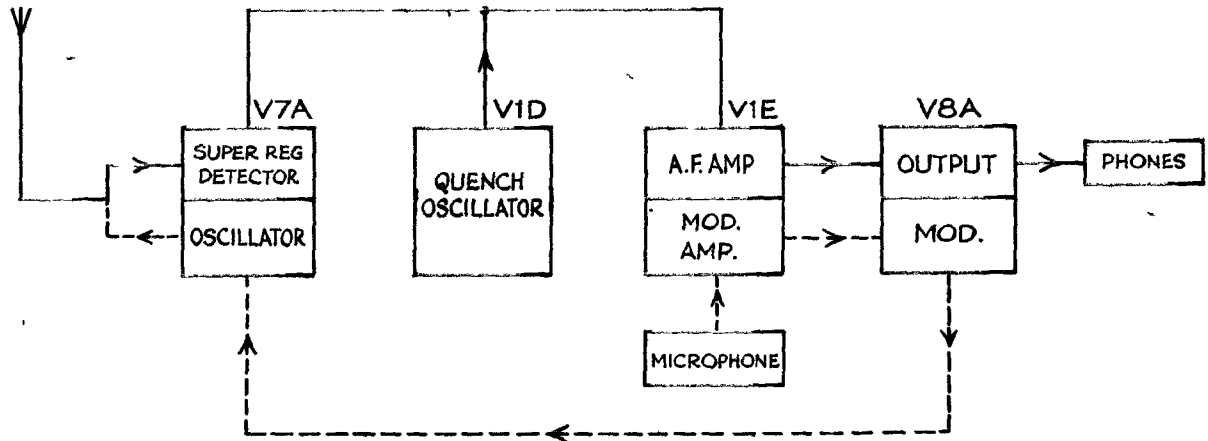 V7A
V1D
V1E
V8A
SUPER REG
DETECTOR
OSCILLATOR
QUENCH
OSCILLATOR
A.F. AMP
MOD.
AMP.
OUTPUT
MOD.
PHONES
MICROPHONE